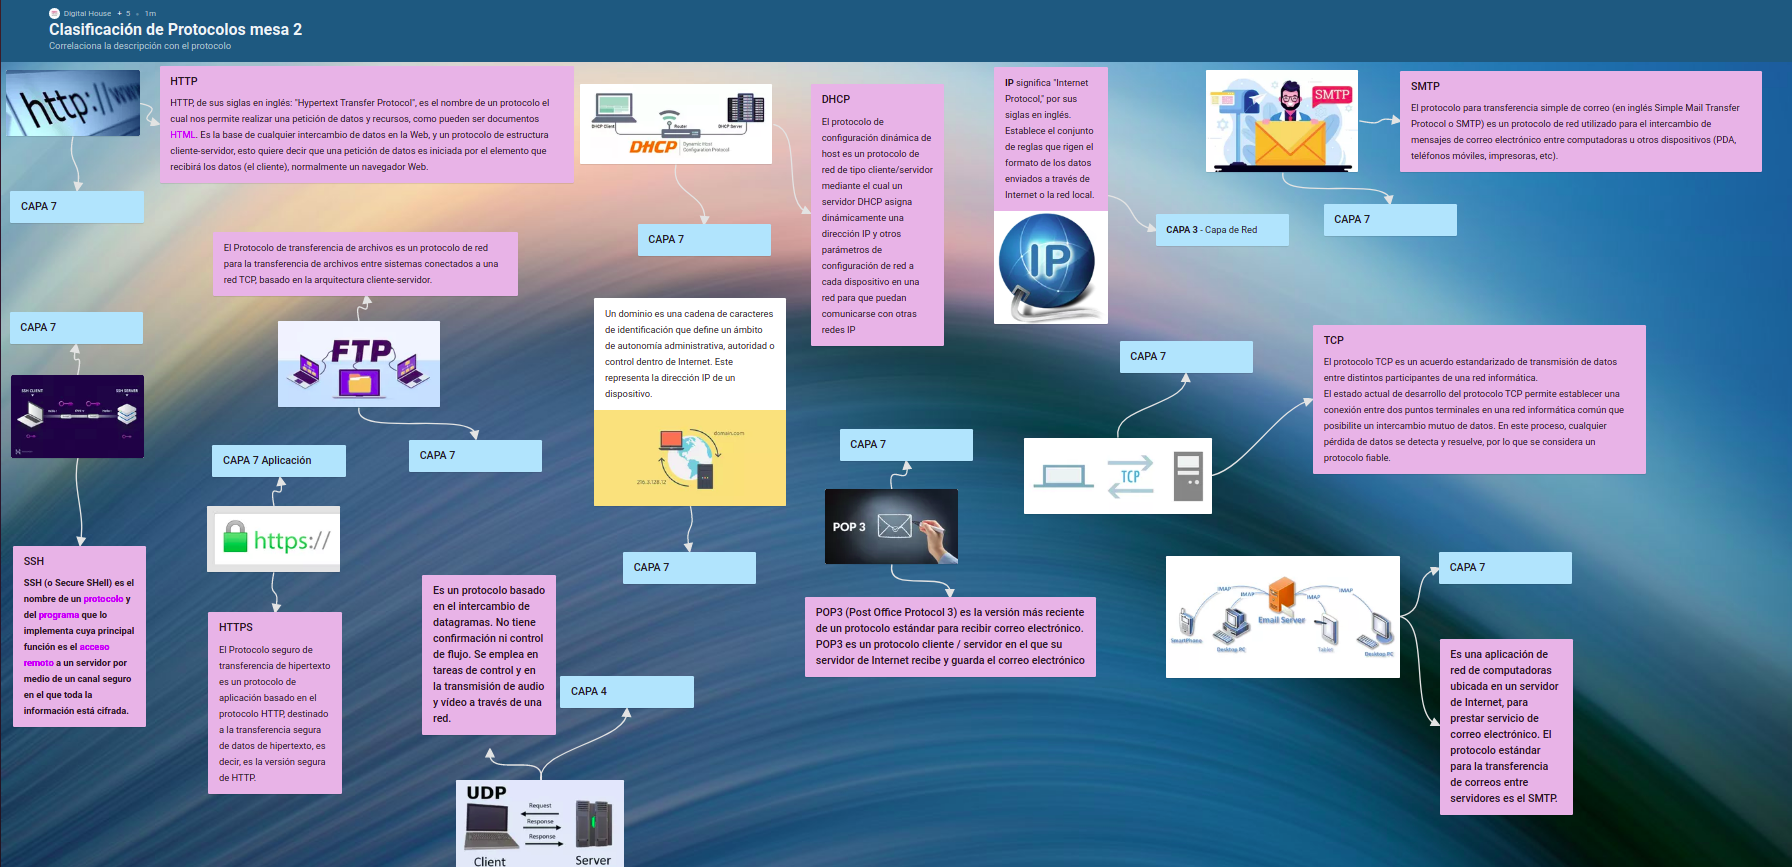 Digital House + 5 • 1m
Clasificación de Protocolos mesa 2
Correlaciona la descripción con el protocolo
http://www
CAPA 7
HTTP
HTTP, de sus siglas en inglés: "Hypertext Transfer Protocol", es el nombre de un protocolo el
cual nos permite realizar una petición de datos y recursos, como pueden ser documentos
HTML. Es la base de cualquier intercambio de datos en la Web, y un protocolo de estructura
cliente-servidor, esto quiere decir que una petición de datos es iniciada por el elemento que
recibirá los datos (el cliente), normalmente un navegador Web.
DHCP Client
Router
DHCP Server
DHCP
Dynamic Host
Configuration Protocol
CAPA 7
DHCP
El protocolo de
configuración dinámica de
host es un protocolo de
red de tipo cliente/servidor
mediante el cual un
servidor DHCP asigna
dinámicamente una
dirección IP y otros
parámetros de
configuración de red a
cada dispositivo en una
red para que puedan
comunicarse con otras
redes IP
IP significa "Internet
Protocol," por sus
siglas en inglés.
Establece el conjunto
de reglas que rigen el
formato de los datos
enviados a través de
Internet o la red local.
IP
CAPA 3 - Capa de Red
SMTP
CAPA 7
SMTP
El protocolo para transferencia simple de correo (en inglés Simple Mail Transfer
Protocol o SMTP) es un protocolo de red utilizado para el intercambio de
mensajes de correo electrónico entre computadoras u otros dispositivos (PDA,
teléfonos móviles, impresoras, etc).
El Protocolo de transferencia de archivos es un protocolo de red
para la transferencia de archivos entre sistemas conectados a una
red TCP, basado en la arquitectura cliente-servidor.
FTP
CAPA 7
CAPA 7
SSH CLIENT
SSH SERVER
SSH
SSH (o Secure SHell) es el
nombre de un protocolo y
del programa que lo
implementa cuya principal
función es el acceso
remoto a un servidor por
medio de un canal seguro
en el que toda la
información está cifrada.
CAPA 7 Aplicación
https://
HTTPS
El Protocolo seguro de
transferencia de hipertexto
es un protocolo de
aplicación basado en el
protocolo HTTP, destinado
a la transferencia segura
de datos de hipertexto, es
decir, es la versión segura
de HTTP.
Un dominio es una cadena de caracteres
de identificación que define un ámbito
de autonomía administrativa, autoridad o
control dentro de Internet. Este
representa la dirección IP de un
dispositivo.
domain.com
216.3.128.12
CAPA 7
Es un protocolo basado
en el intercambio de
datagramas. No tiene
confirmación ni control
de flujo. Se emplea en
tareas de control y en
la transmisión de audio
y vídeo a través de una
red.
CAPA 4
UDP
Request
Response
Response
Client
Server
CAPA 7
POP 3
POP3 (Post Office Protocol 3) es la versión más reciente
de un protocolo estándar para recibir correo electrónico.
POP3 es un protocolo cliente / servidor en el que su
servidor de Internet recibe y guarda el correo electrónico
CAPA 7
TCP
TCP
El protocolo TCP es un acuerdo estandarizado de transmisión de datos
entre distintos participantes de una red informática.
El estado actual de desarrollo del protocolo TCP permite establecer una
conexión entre dos puntos terminales en una red informática común que
posibilite un intercambio mutuo de datos. En este proceso, cualquier
pérdida de datos se detecta y resuelve, por lo que se considera un
protocolo fiable.
IMAP
IMAP
IMAP
IMAP
Email Server
SmartPhone
Desktop PC
Tablet
Desktop PC
CAPA 7
Es una aplicación de
red de computadoras
ubicada en un servidor
de Internet, para
prestar servicio de
correo electrónico. El
protocolo estándar
para la transferencia
de correos entre
servidores es el SMTP.